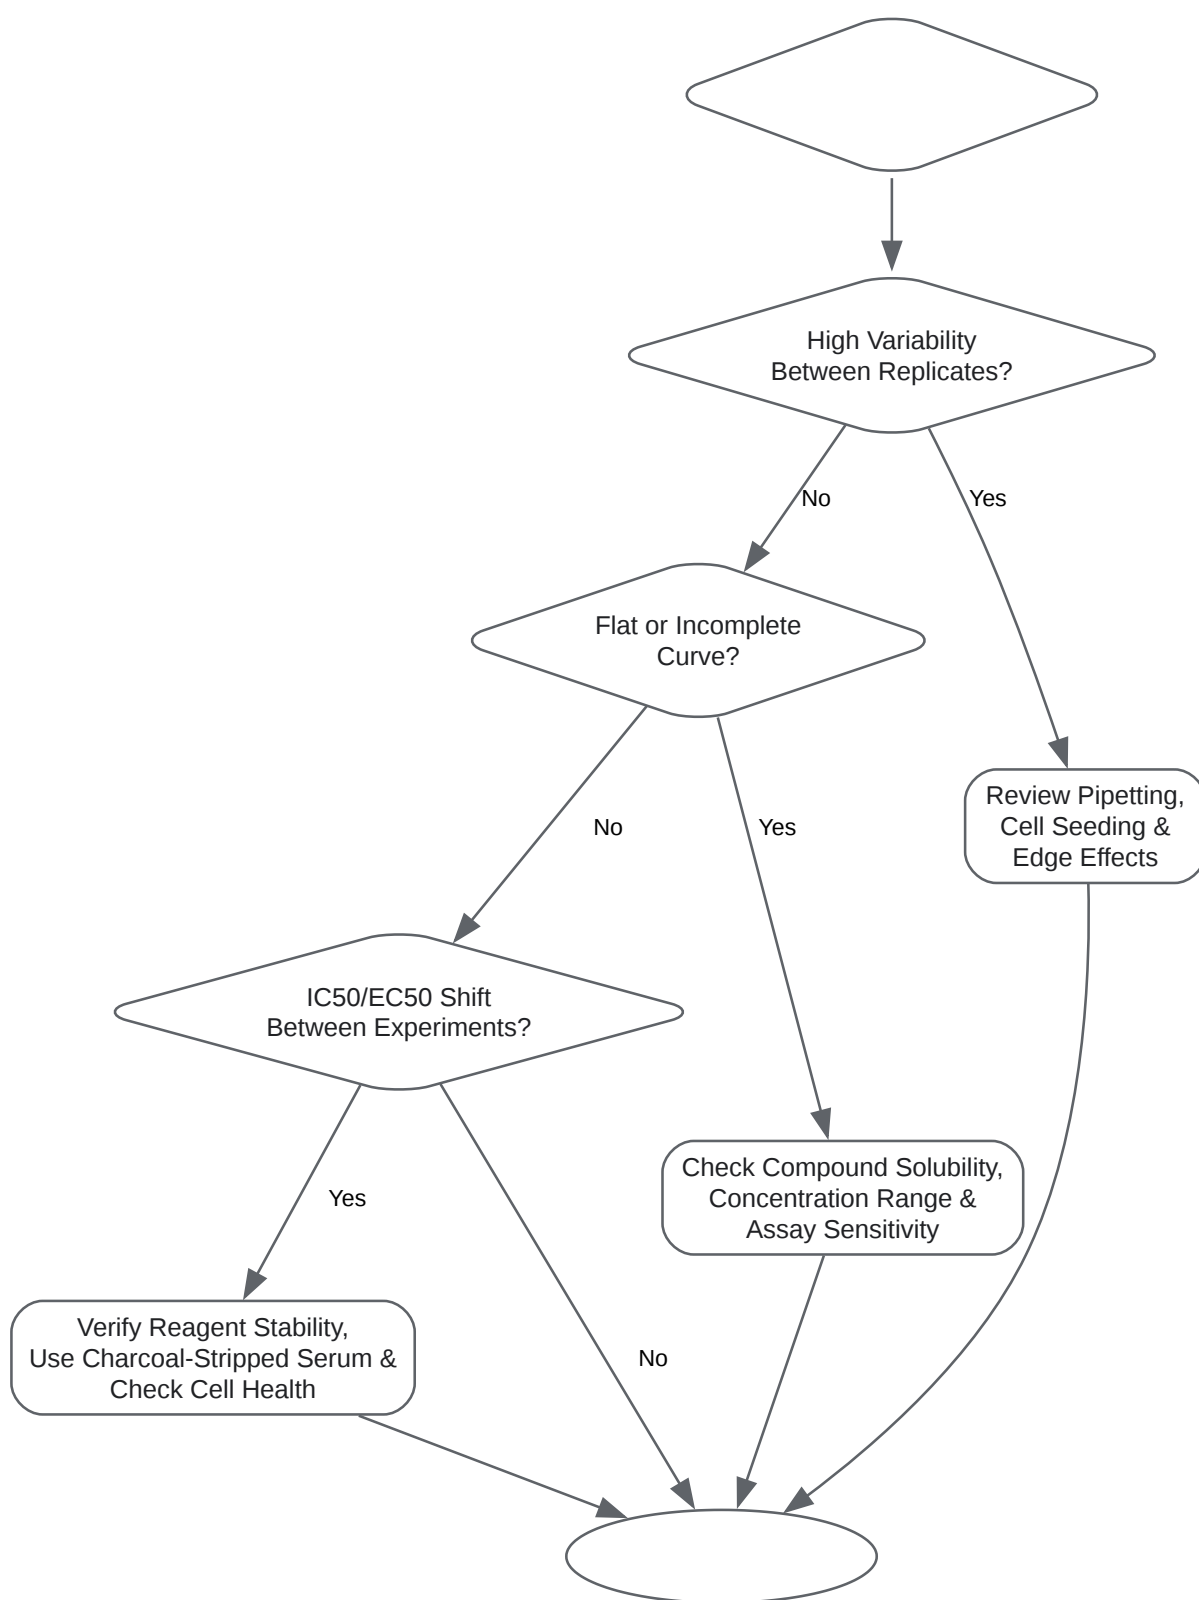 High Variability
Between Replicates?
No
Yes
Flat or Incomplete
Curve?
Review Pipetting,
Cell Seeding &
Edge Effects
No
Yes
IC50/EC50 Shift
Between Experiments?
Check Compound Solubility,
Concentration Range &
Assay Sensitivity
Yes
Verify Reagent Stability,
Use Charcoal-Stripped Serum &
Check Cell Health
No